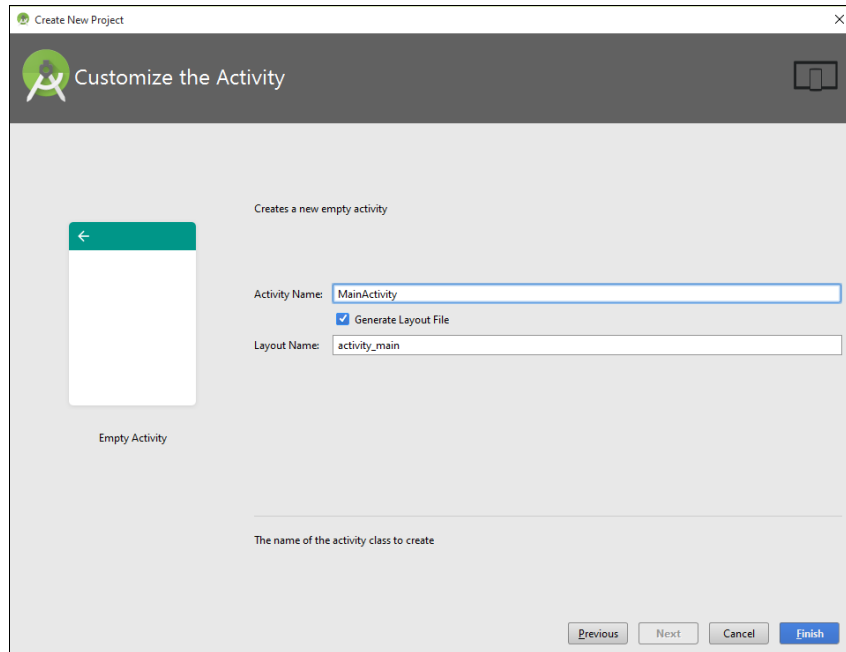 Create New Project
Customize the Activity
Creates a new empty activity
Activity Name: MainActivity
Generate Layout File
Layout Name: activity_main
Empty Activity
The name of the activity class to create
Previous Next Cancel Finish